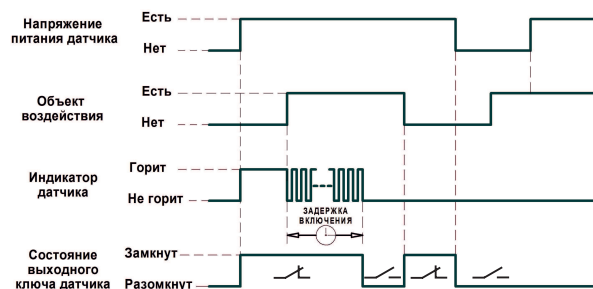 Напряжение
питания датчика
Есть
Нет
Объект
воздействия
Есть
Нет
Индикатор
датчика
Горит
Не горит
ЗАДЕРЖКА
ВКЛЮЧЕНИЯ
Состояние
выходного
ключа датчика
Замкнут
Разомкнут